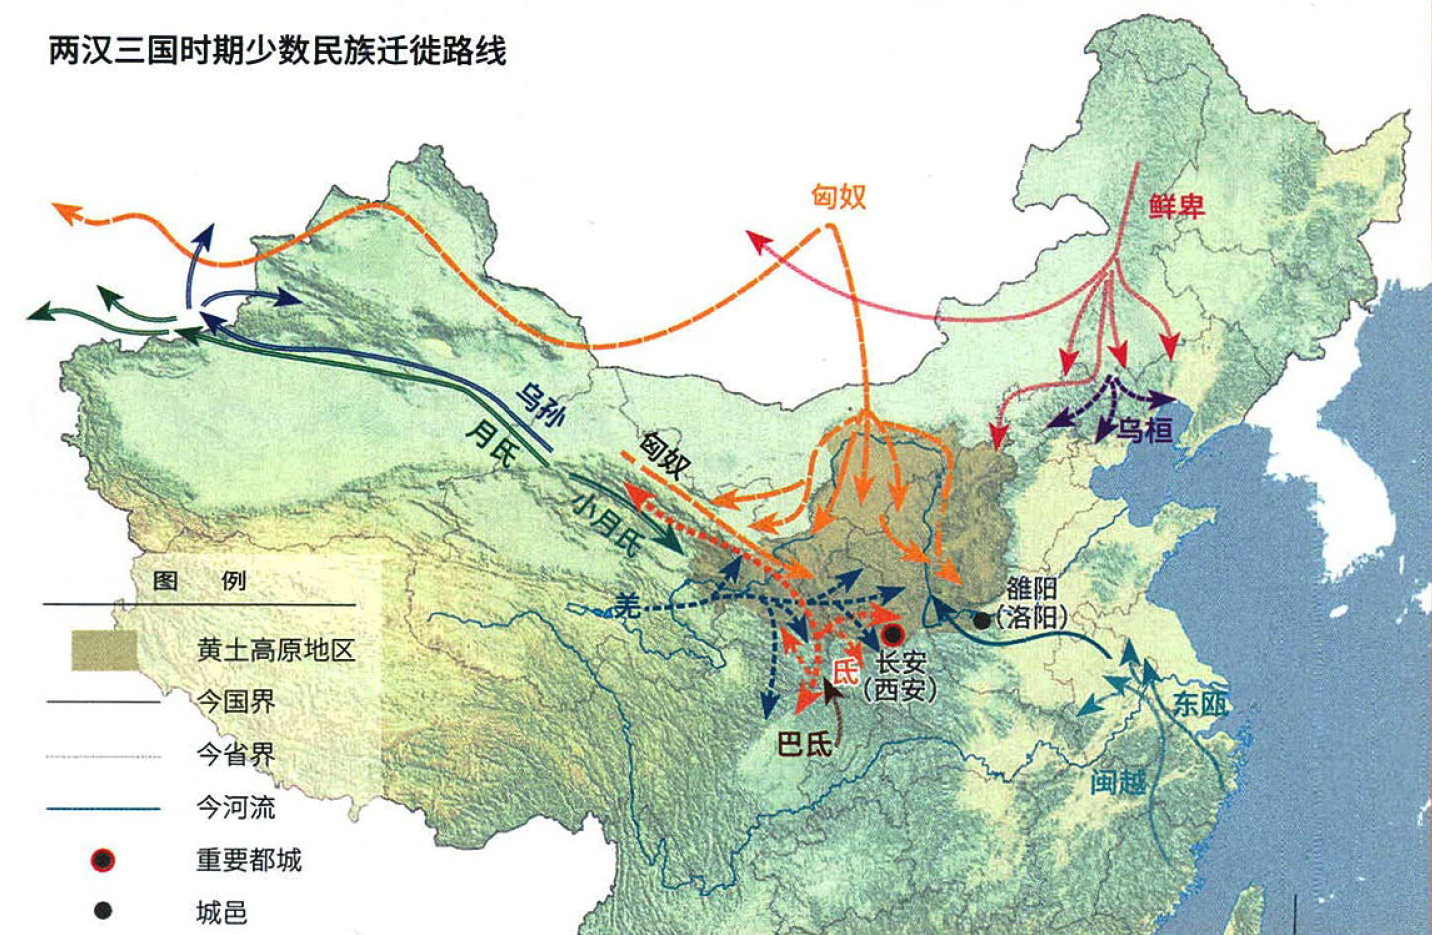 两汉三国时期少数民族迁徙路线
匈奴
鲜卑
乌孙
月氏
匈奴
小月氏
乌桓
羌
雒阳
(洛阳)
氐
长安
(西安)
巴氐
东瓯
闽越
图 例
黄土高原地区
今国界
今省界
今河流
重要都城
城邑